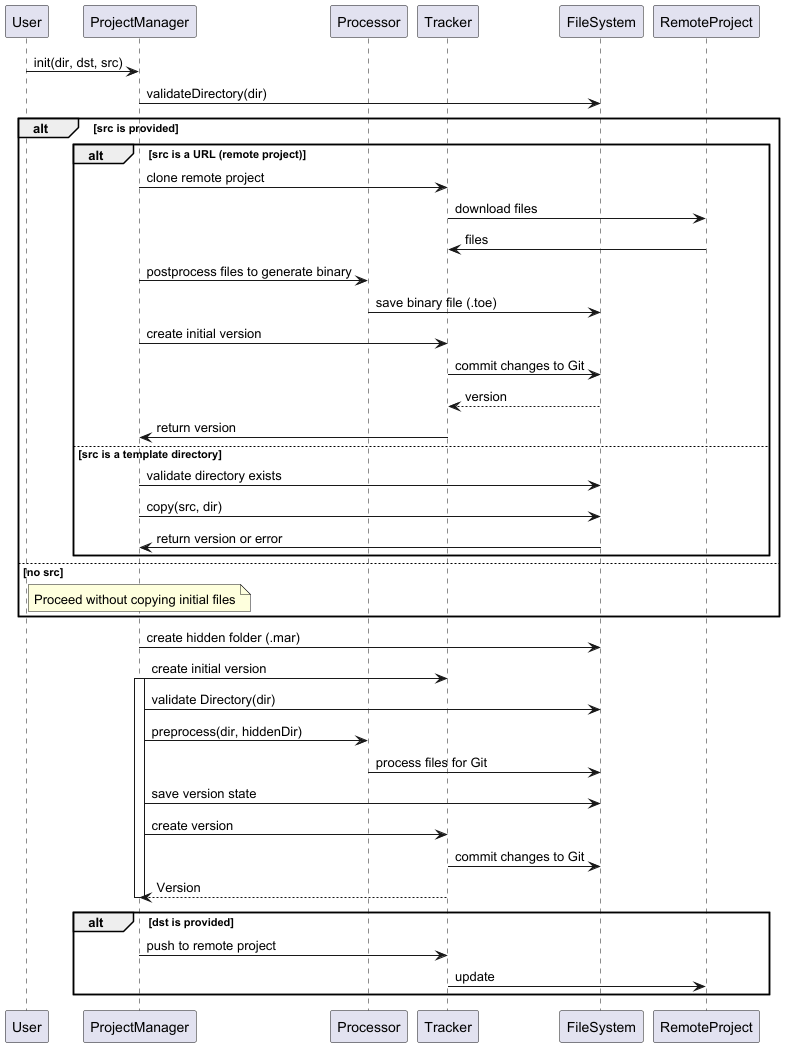 User ProjectManager Processor Tracker FileSystem RemoteProject
init(dir, dst, src)
validateDirectory(dir)
alt [src is provided]
alt [src is a URL (remote project)]
clone remote project
download files
files
postprocess files to generate binary
save binary file (.toe)
create initial version
commit changes to Git
version
return version
[src is a template directory]
validate directory exists
copy(src, dir)
return version or error
[no src]
Proceed without copying initial files
create hidden folder (.mar)
create initial version
validate Directory(dir)
preprocess(dir, hiddenDir)
process files for Git
save version state
create version
commit changes to Git
Version
alt [dst is provided]
push to remote project
update
User ProjectManager Processor Tracker FileSystem RemoteProject